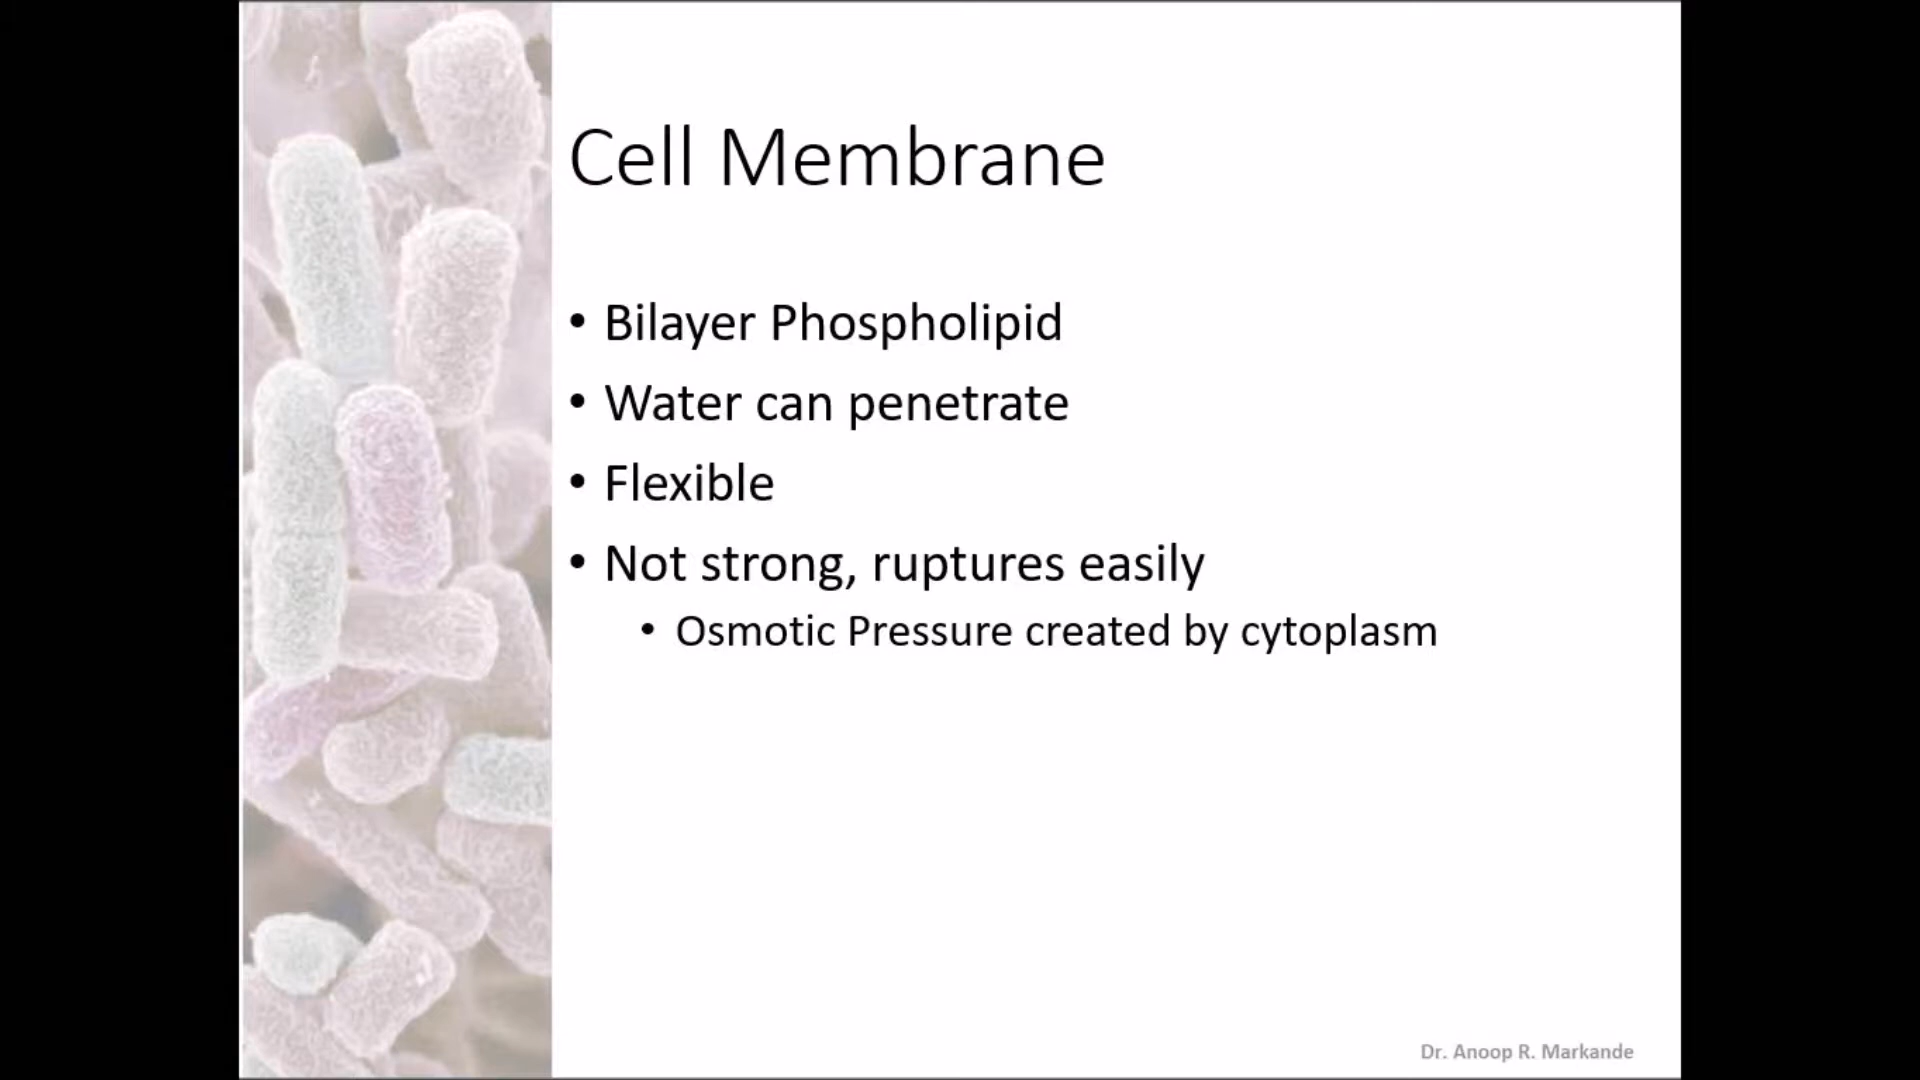 Cell Membrane
• Bilayer Phospholipid
• Water can penetrate
• Flexible
• Not strong, ruptures easily
• Osmotic Pressure created by cytoplasm
Dr. Anoop R. Markande